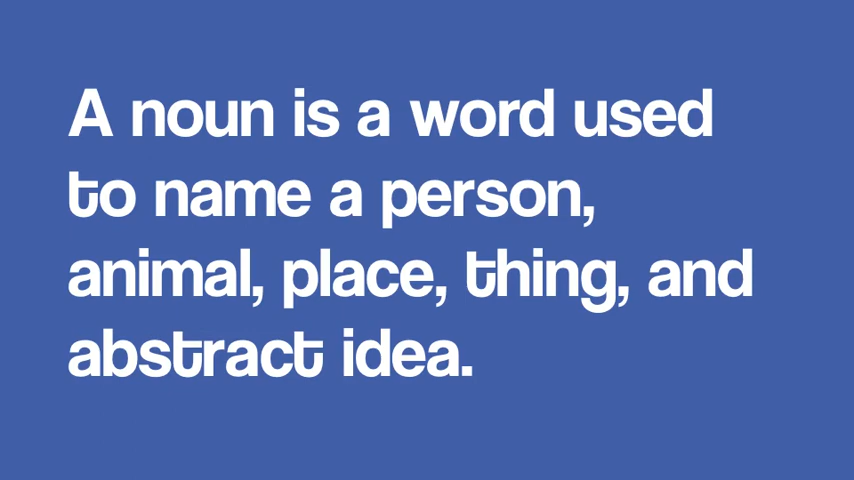 A noun is a word used
to name a person,
animal, place, thing, and
abstract idea.